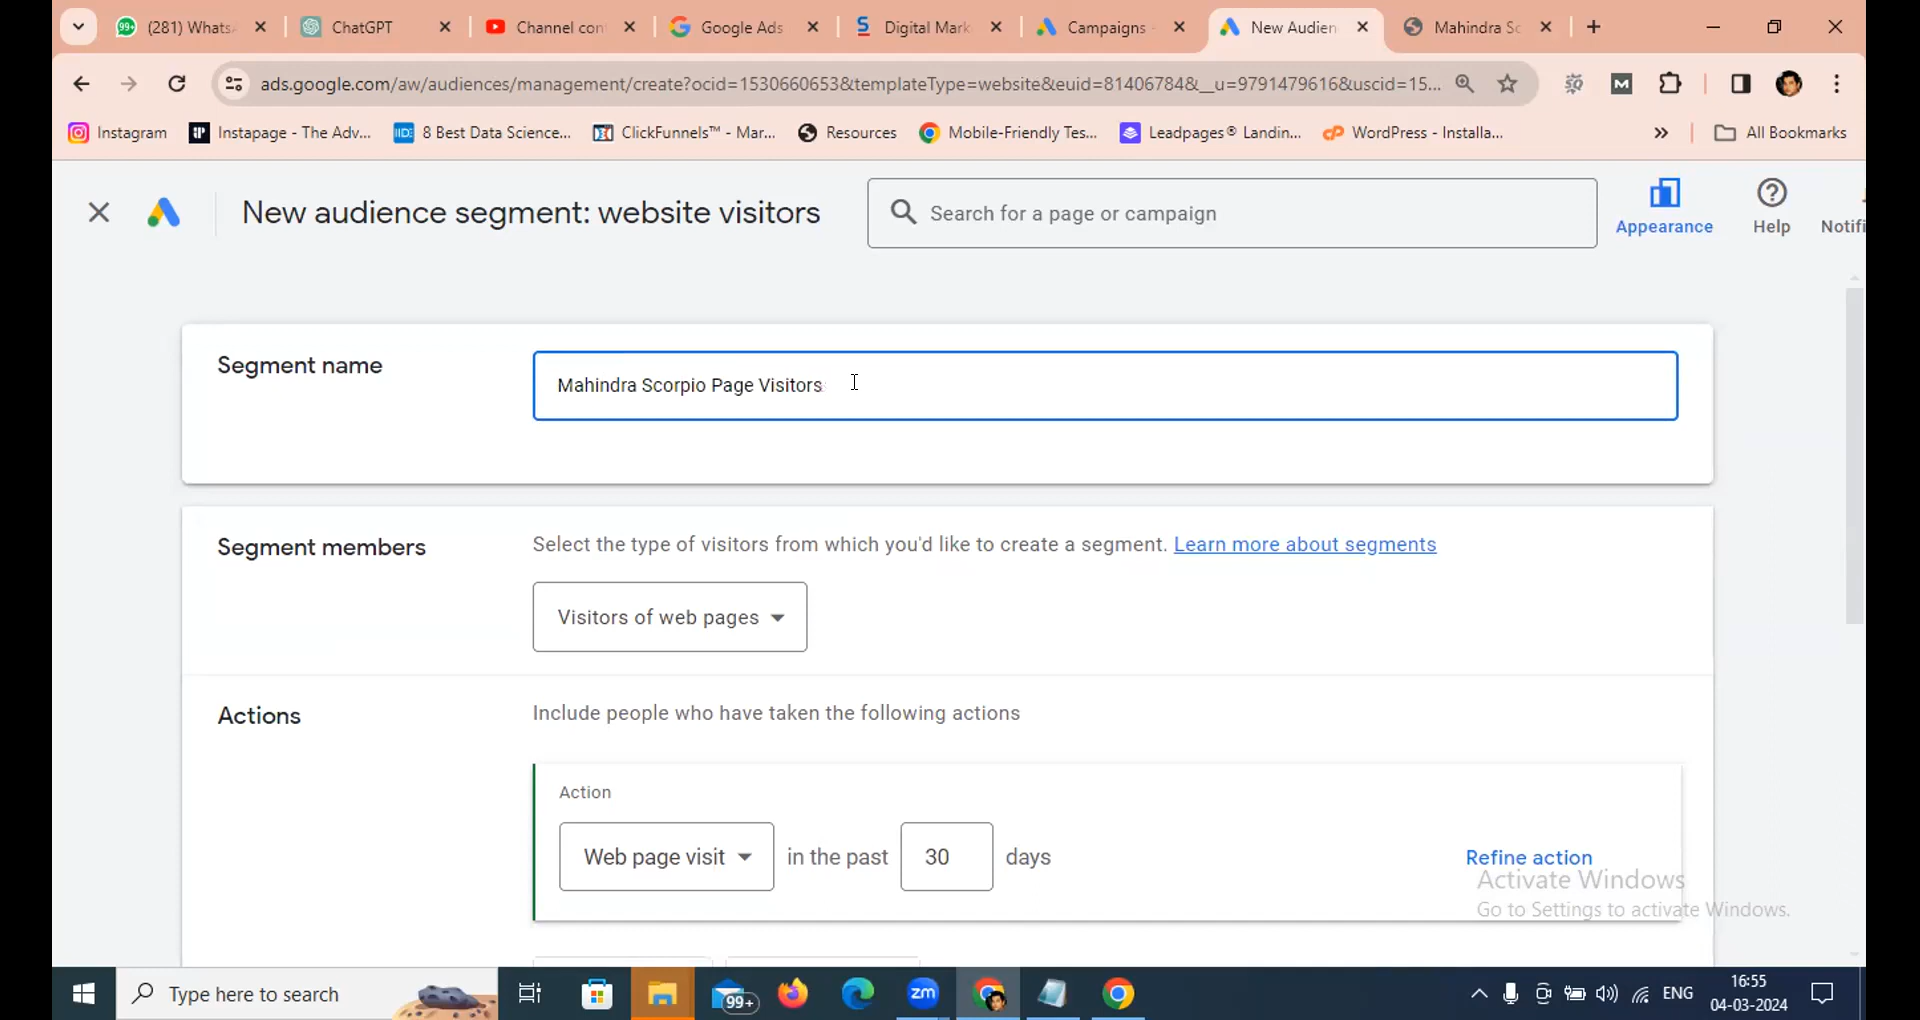 (281) WhatsA
ChatGPT
Channel con
Google Ads
Digital Mark
Campaigns -
New Audien
Mahindra Sc
ads.google.com/aw/audiences/management/create?ocid=1530660653&templateType=website&euid=81406784&__u=9791479616&uscid=15...
Instagram
Instapage - The Adv...
8 Best Data Science...
ClickFunnels™ - Mar...
Resources
Mobile-Friendly Tes...
Leadpages® Landin...
WordPress - Installa...
All Bookmarks
New audience segment: website visitors
Search for a page or campaign
Appearance
Help
Notifi
Segment name
Mahindra Scorpio Page Visitors
Segment members
Select the type of visitors from which you'd like to create a segment. Learn more about segments
Visitors of web pages
Actions
Include people who have taken the following actions
Action
Web page visit in the past 30 days
Refine action
Activate Windows
Go to Settings to activate Windows.
Type here to search
99+
zm
ENG
16:55
04-03-2024